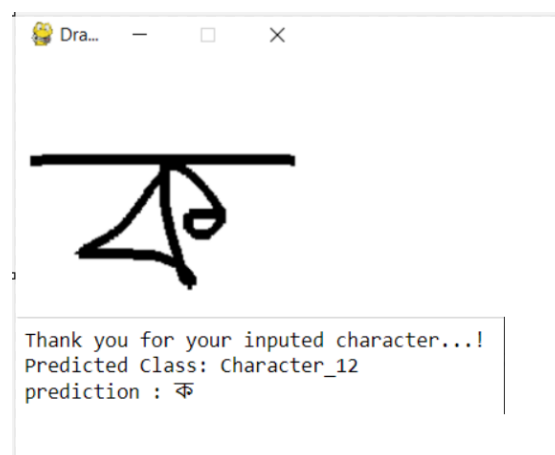 Dra...
ক
Thank you for your inputed character...!
Predicted Class: Character_12
prediction : ক